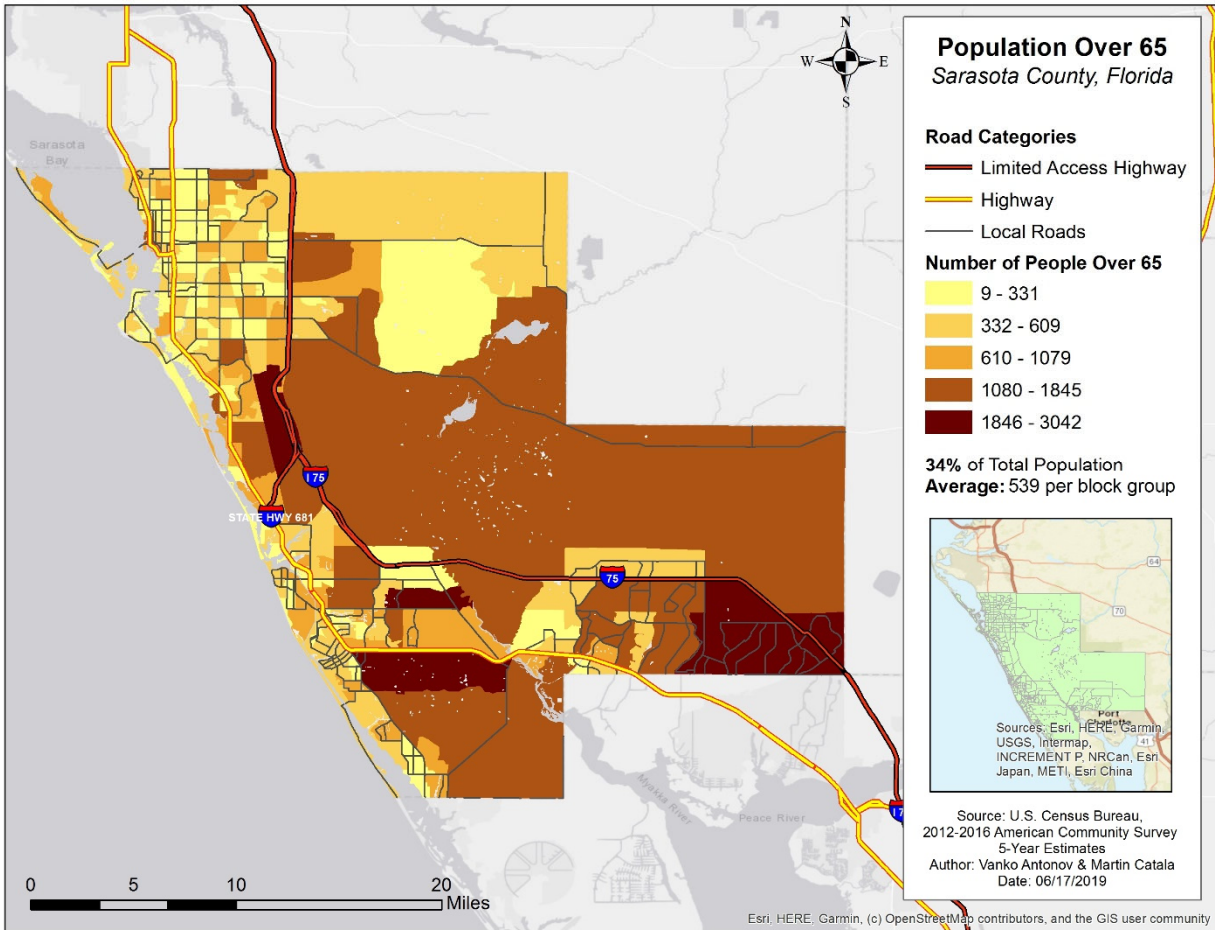 Population Over 65
Sarasota County, Florida
Road Categories
Limited Access Highway
Highway
Local Roads
Number of People Over 65
9 - 331
332 - 609
610 - 1079
1080 - 1845
1846 - 3042
34% of Total Population
Average: 539 per block group
64
70
Port
Charlotte
41
Sources: Esri, HERE, Garmin,
USGS, Intermap,
INCREMENT P, NRCan, Esri
Japan, METI, Esri China
Source: U.S. Census Bureau,
2012-2016 American Community Survey
5-Year Estimates
Author: Vanko Antonov & Martin Catala
Date: 06/17/2019
N
W
E
S
Sarasota
Bay
I 75
STATE HWY 681
75
Myakka River
Peace River
0
5
10
20
Miles
Esri, HERE, Garmin, (c) OpenStreetMap contributors, and the GIS user community